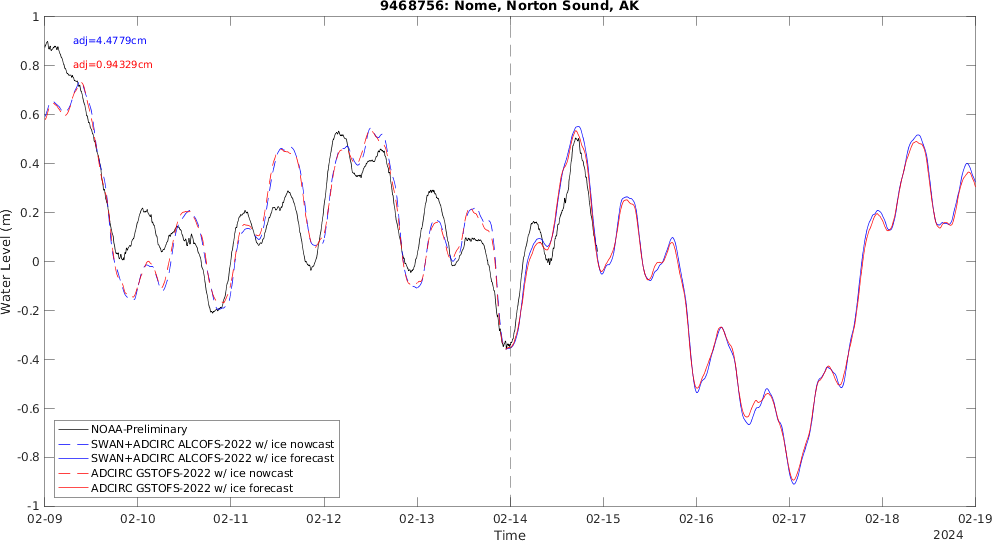 9468756: Nome, Norton Sound, AK
adj=4.4779cm
adj=0.94329cm
Water Level (m)
1
0.8
0.6
0.4
0.2
0
-0.2
-0.4
-0.6
-0.8
-1
NOAA-Preliminary
SWAN+ADCIRC ALCOFS-2022 w/ ice nowcast
SWAN+ADCIRC ALCOFS-2022 w/ ice forecast
ADCIRC GSTOFS-2022 w/ ice nowcast
ADCIRC GSTOFS-2022 w/ ice forecast
02-09 02-10 02-11 02-12 02-13 02-14 02-15 02-16 02-17 02-18 02-19
Time
2024